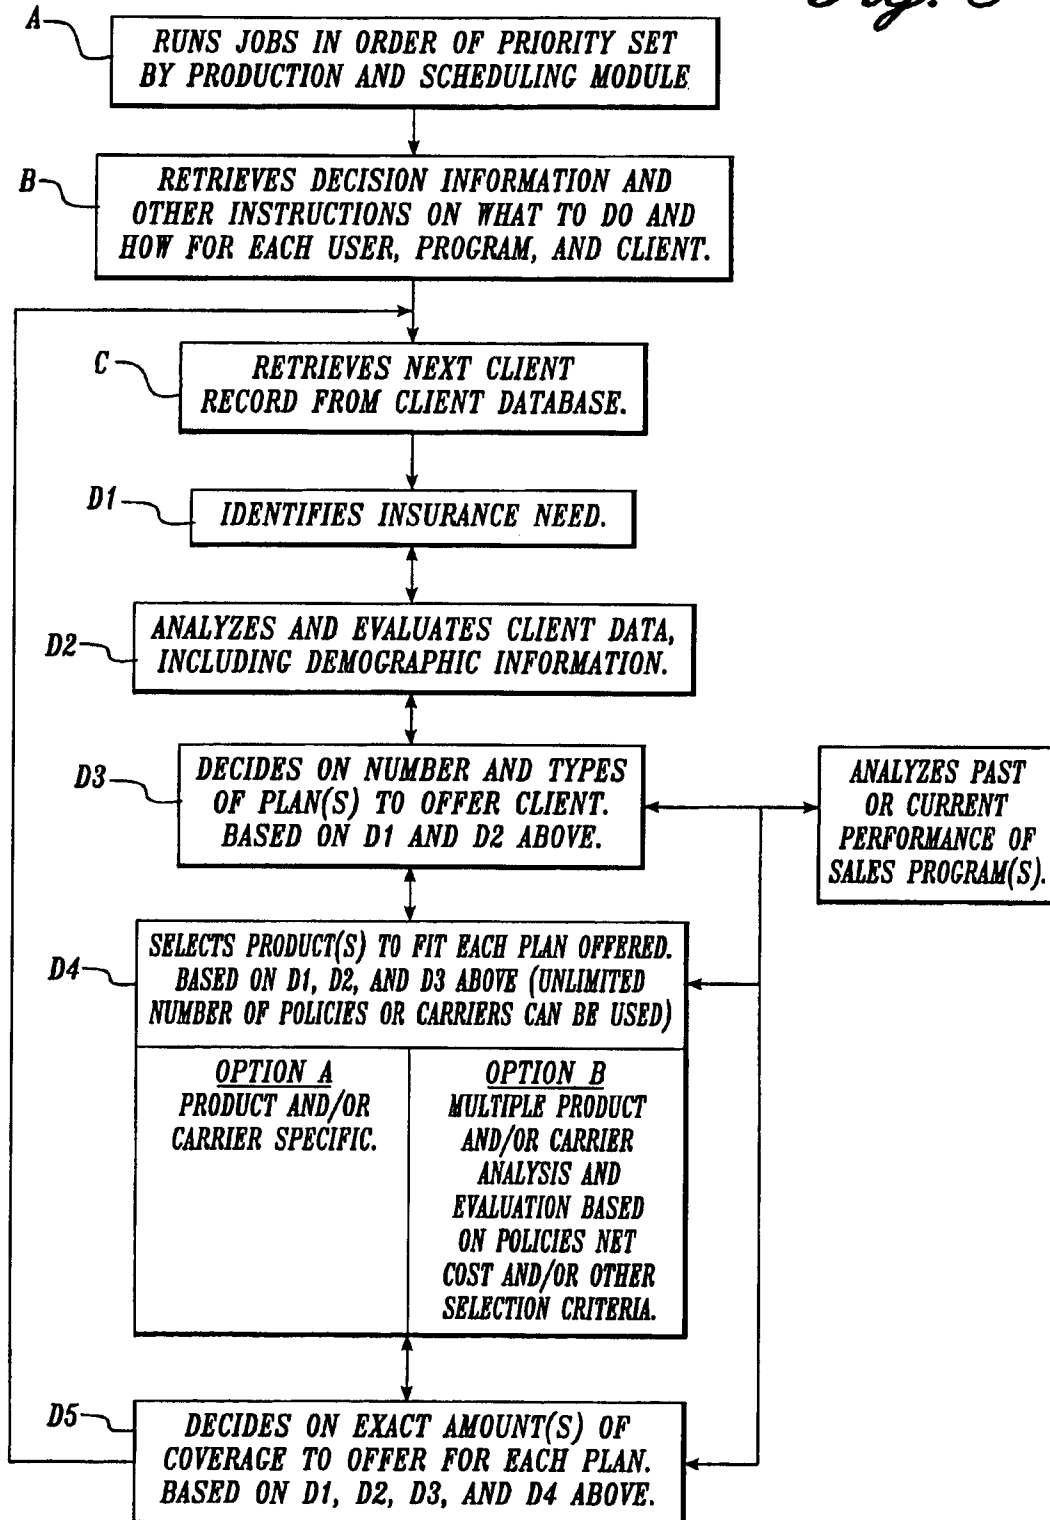 A
RUNS JOBS IN ORDER OF PRIORITY SET
BY PRODUCTION AND SCHEDULING MODULE
B
RETRIEVES DECISION INFORMATION AND
OTHER INSTRUCTIONS ON WHAT TO DO AND
HOW FOR EACH USER, PROGRAM, AND CLIENT.
C
RETRIEVES NEXT CLIENT
RECORD FROM CLIENT DATABASE.
D1
IDENTIFIES INSURANCE NEED.
D2
ANALYZES AND EVALUATES CLIENT DATA,
INCLUDING DEMOGRAPHIC INFORMATION.
D3
DECIDES ON NUMBER AND TYPES
OF PLAN(S) TO OFFER CLIENT.
BASED ON D1 AND D2 ABOVE.
ANALYZES PAST
OR CURRENT
PERFORMANCE OF
SALES PROGRAM(S).
D4
SELECTS PRODUCT(S) TO FIT EACH PLAN OFFERED.
BASED ON D1, D2, AND D3 ABOVE (UNLIMITED
NUMBER OF POLICIES OR CARRIERS CAN BE USED)
OPTION A
PRODUCT AND/OR
CARRIER SPECIFIC.
OPTION B
MULTIPLE PRODUCT
AND/OR CARRIER
ANALYSIS AND
EVALUATION BASED
ON POLICIES NET
COST AND/OR OTHER
SELECTION CRITERIA.
D5
DECIDES ON EXACT AMOUNT(S) OF
COVERAGE TO OFFER FOR EACH PLAN.
BASED ON D1, D2, D3, AND D4 ABOVE.